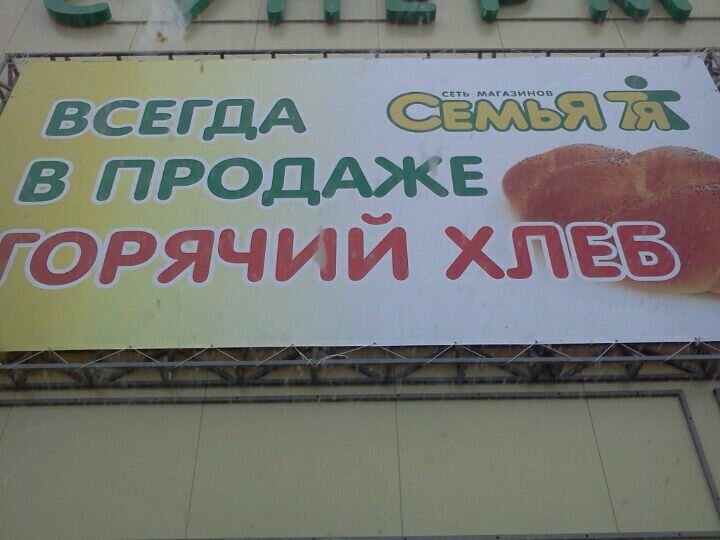 СЕТЬ МАГАЗИНОВ
СЕМЬЯ
ВСЕГДА
В ПРОДАЖЕ
ГОРЯЧИЙ ХЛЕБ